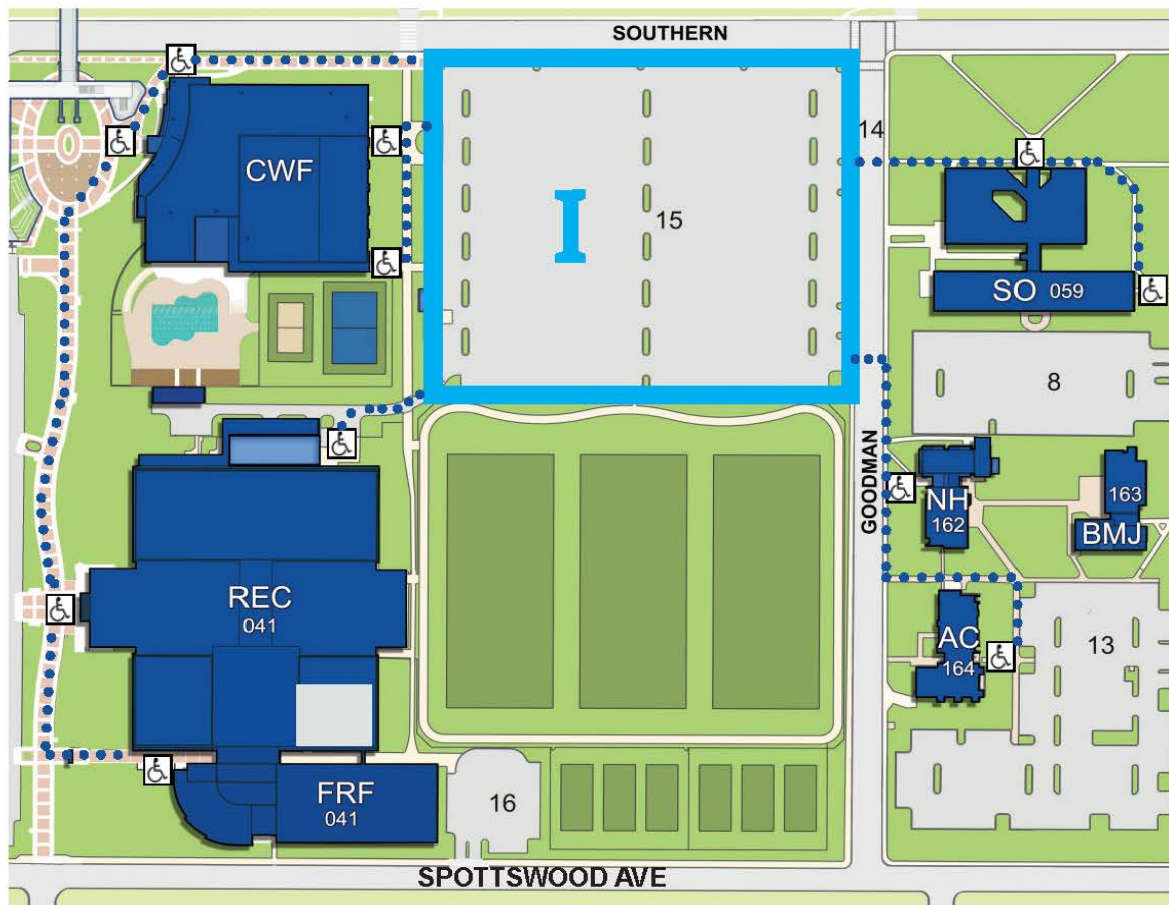 SOUTHERN
14
CWF
I
15
SO 059
8
GOODMAN
NH
162
163
BMJ
REC
041
AC
164
13
FRF
041
16
SPOTTSWOOD AVE